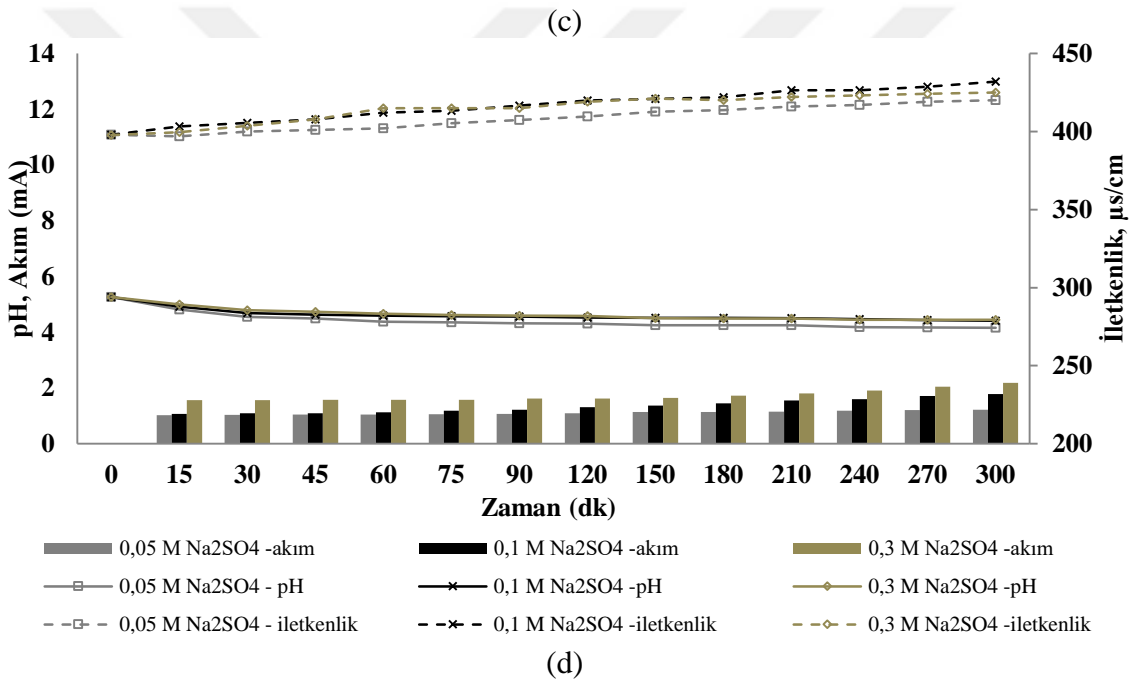 (c)
14
12
10
8
6
4
2
0
pH, Akım (mA)
450
400
350
300
250
200
İletkenlik, µs/cm
0 15 30 45 60 75 90 120 150 180 210 240 270 300
Zaman (dk)
0,05 M Na2SO4 -akım 0,1 M Na2SO4 -akım 0,3 M Na2SO4 -akım
0,05 M Na2SO4 - pH 0,1 M Na2SO4 -pH 0,3 M Na2SO4 -pH
0,05 M Na2SO4 - iletkenlik 0,1 M Na2SO4 -iletkenlik 0,3 M Na2SO4 -iletkenlik
(d)